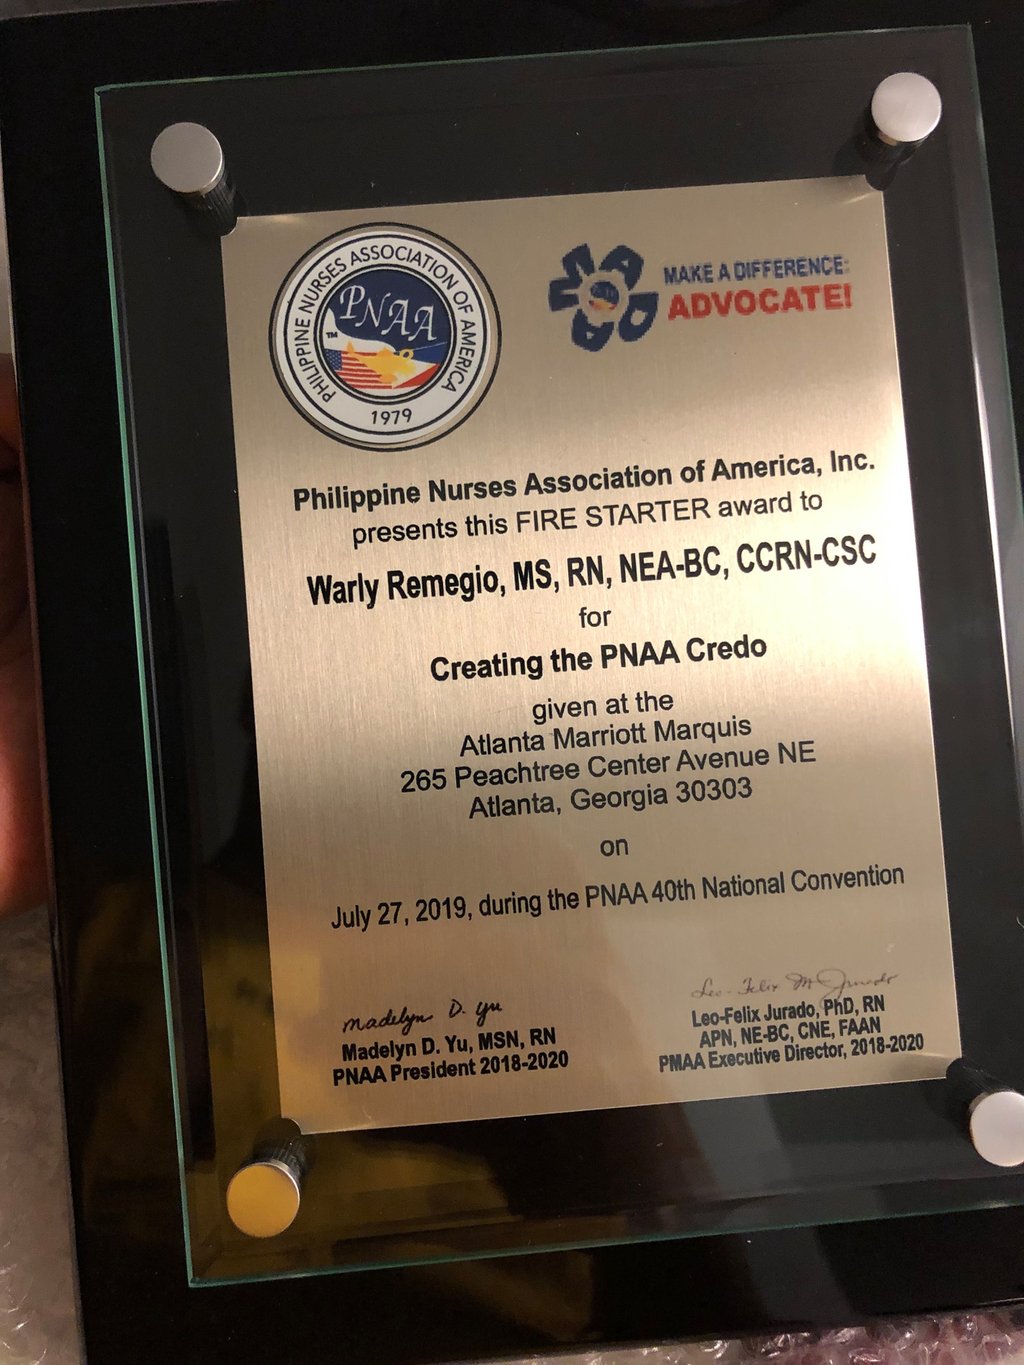 PHILIPPINE NURSES ASSOCIATION OF AMERICA
PNAA
TM
1979
MAKE A DIFFERENCE:
ADVOCATE!
Philippine Nurses Association of America, Inc.
presents this FIRE STARTER award to
Warly Remegio, MS, RN, NEA-BC, CCRN-CSC
for
Creating the PNAA Credo
given at the
Atlanta Marriott Marquis
265 Peachtree Center Avenue NE
Atlanta, Georgia 30303
on
July 27, 2019, during the PNAA 40th National Convention
Madelyn D. Yu
Madelyn D. Yu, MSN, RN
PNAA President 2018-2020
Leo-Felix M Jurado
Leo-Felix Jurado, PhD, RN
APN, NE-BC, CNE, FAAN
PMAA Executive Director, 2018-2020